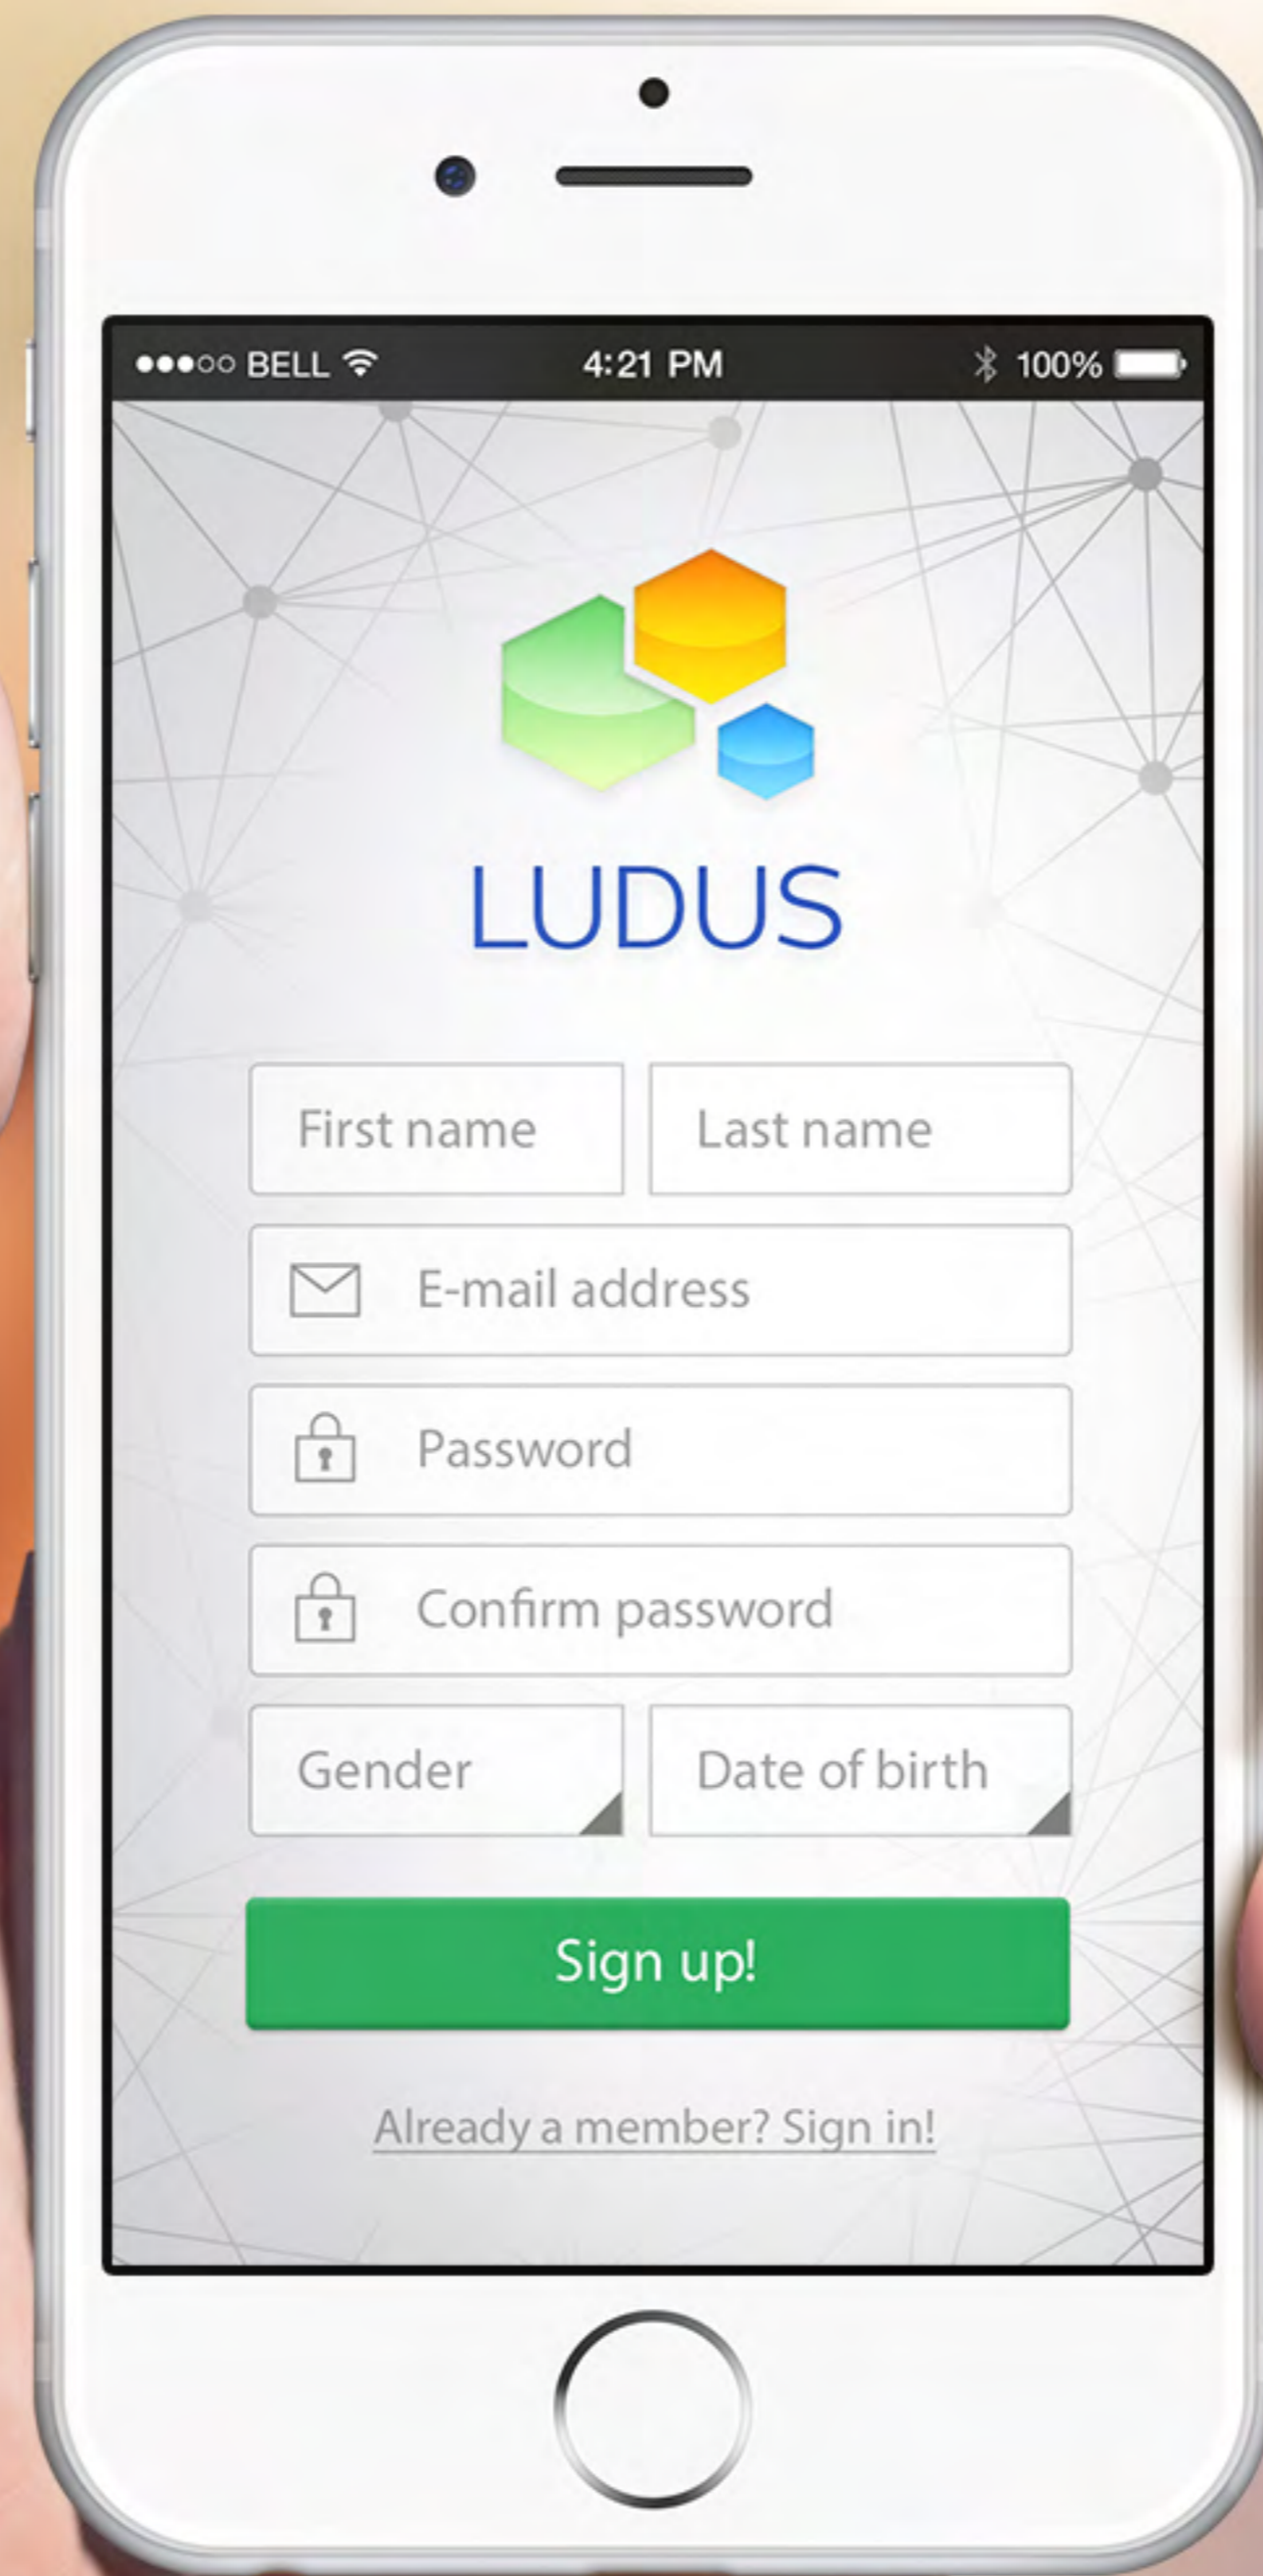 BELL 4:21 PM 100%
LUDUS
First name Last name
E-mail address
Password
Confirm password
Gender Date of birth
Sign up!
Already a member? Sign in!